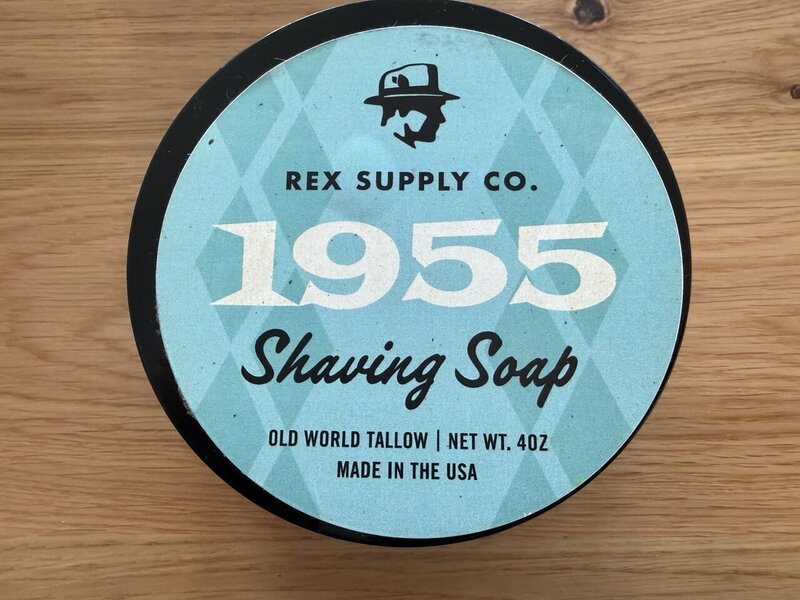 REX SUPPLY CO.
1955
Shaving Soap
OLD WORLD TALLOW | NET WT. 4OZ
MADE IN THE USA